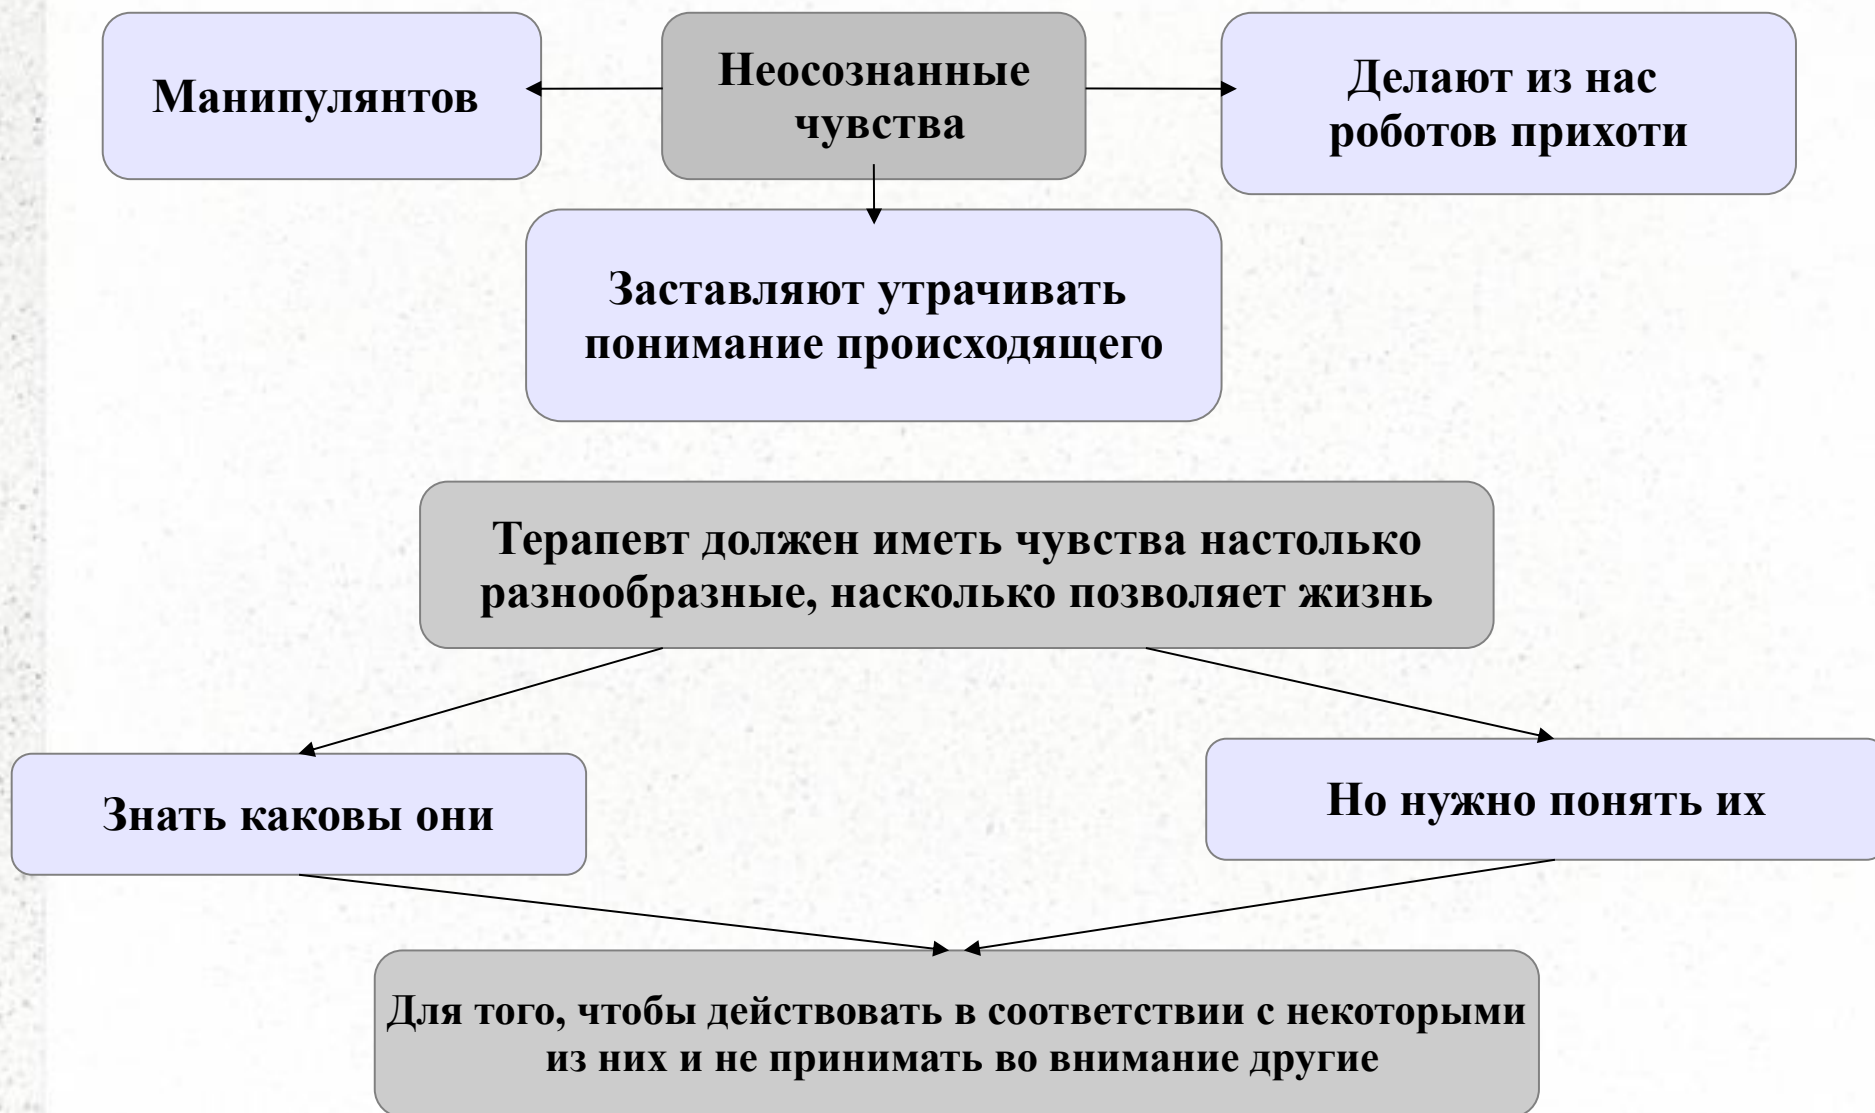 Манипулянтов
Неосознанные
чувства
Делают из нас
роботов прихоти
Заставляют утрачивать
понимание происходящего
Терапевт должен иметь чувства настолько
разнообразные, насколько позволяет жизнь
Знать каковы они
Но нужно понять их
Для того, чтобы действовать в соответствии с некоторыми
из них и не принимать во внимание другие